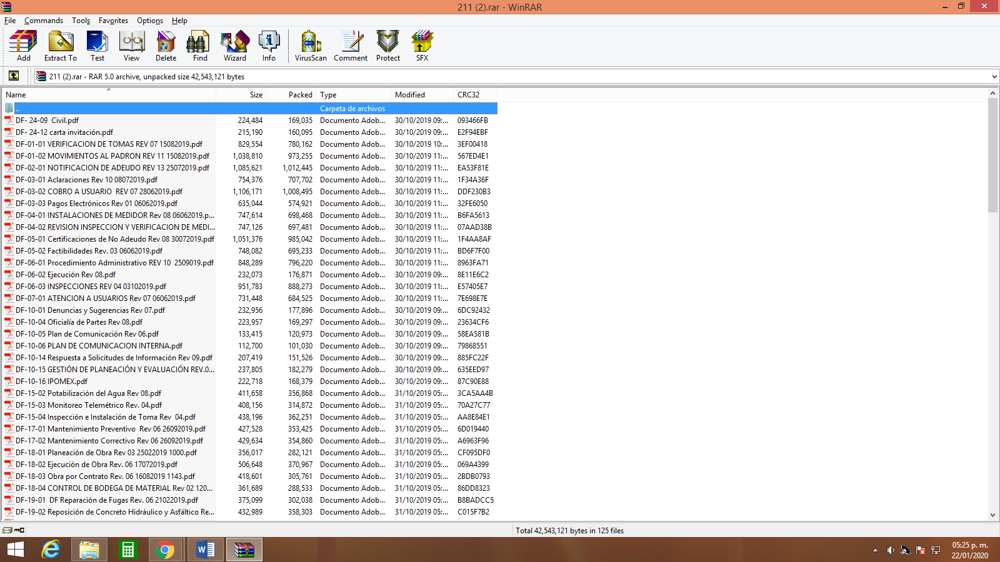 211 (2).rar - WinRAR
File Commands Tools Favorites Options Help
Add Extract To Test View Delete Find Wizard Info VirusScan Comment Protect SFX
211 (2).rar - RAR 5.0 archive, unpacked size 42,543,121 bytes
Name Size Packed Type Modified CRC32
.. Carpeta de archivos
DF- 24-09  Civil.pdf 224,484 169,035 Documento Adob... 30/10/2019 09:... 093466FB
DF- 24-12 carta invitación.pdf 215,190 160,095 Documento Adob... 30/10/2019 09:... E2F94EBF
DF-01-01 VERIFICACION DE TOMAS REV 07 15082019.pdf 829,554 780,162 Documento Adob... 30/10/2019 10:... 3EF00418
DF-01-02 MOVIMIENTOS AL PADRON REV 11 15082019.pdf 1,038,810 973,255 Documento Adob... 30/10/2019 11:... 567ED4E1
DF-02-01 NOTIFICACION DE ADEUDO REV 13 25072019.pdf 1,085,621 1,012,445 Documento Adob... 30/10/2019 11:... EA53F81E
DF-03-01 Aclaraciones Rev 10 08072019.pdf 754,376 707,702 Documento Adob... 30/10/2019 11:... 1F34A36F
DF-03-02 COBRO A USUARIO  REV 07 28062019.pdf 1,106,171 1,008,495 Documento Adob... 30/10/2019 11:... DDF230B3
DF-03-03 Pagos Electrónicos Rev 01 06062019.pdf 635,044 574,921 Documento Adob... 30/10/2019 11:... 32FE6050
DF-04-01 INSTALACIONES DE MEDIDOR Rev 08 06062019.p... 747,614 698,468 Documento Adob... 30/10/2019 11:... B6FA5613
DF-04-02 REVISION INSPECCION Y VERIFICACION DE MEDI... 747,126 697,481 Documento Adob... 30/10/2019 11:... 07AAD38B
DF-05-01 Certificaciones de No Adeudo Rev 08 30072019.pdf 1,051,376 985,042 Documento Adob... 30/10/2019 11:... 1F4AA8AF
DF-05-02 Factibilidades Rev. 03 06062019.pdf 748,082 695,233 Documento Adob... 30/10/2019 11:... BD6F7F00
DF-06-01 Procedimiento Administrativo REV 10  2509019.pdf 848,289 796,220 Documento Adob... 30/10/2019 11:... 8963FA71
DF-06-02 Ejecución Rev 08.pdf 232,073 176,871 Documento Adob... 30/10/2019 09:... 8E11E6C2
DF-06-03 INSPECCIONES REV 04 03102019.pdf 951,783 888,273 Documento Adob... 30/10/2019 11:... E57405E7
DF-07-01 ATENCION A USUARIOS Rev 07 06062019.pdf 731,448 684,525 Documento Adob... 30/10/2019 11:... 7E698E7E
DF-10-01 Denuncias y Sugerencias Rev 07.pdf 232,956 177,896 Documento Adob... 30/10/2019 09:... 6DC92432
DF-10-04 Oficialía de Partes Rev 08.pdf 223,957 169,297 Documento Adob... 30/10/2019 09:... 23634CF6
DF-10-05 Plan de Comunicación Rev 06.pdf 133,415 120,973 Documento Adob... 30/10/2019 09:... 58EA581B
DF-10-06 PLAN DE COMUNICACION INTERNA.pdf 112,700 101,030 Documento Adob... 30/10/2019 09:... 79868551
DF-10-14 Respuesta a Solicitudes de Información Rev 09.pdf 207,419 151,526 Documento Adob... 30/10/2019 09:... 885FC22F
DF-10-15 GESTIÓN DE PLANEACIÓN Y EVALUACIÓN REV.0... 237,805 182,279 Documento Adob... 30/10/2019 09:... 635EED97
DF-10-16 IPOMEX.pdf 222,718 168,379 Documento Adob... 30/10/2019 09:... 87C90E88
DF-15-02 Potabilización del Agua Rev 08.pdf 411,658 356,868 Documento Adob... 31/10/2019 05:... 3CA5AA4B
DF-15-03 Monitoreo Telemétrico Rev. 04.pdf 408,156 314,872 Documento Adob... 31/10/2019 05:... 70A27C77
DF-15-04 Inspección e Instalación de Toma Rev  04.pdf 438,196 362,251 Documento Adob... 31/10/2019 05:... AA8E84E1
DF-17-01 Mantenimiento Preventivo  Rev 06 26092019.pdf 427,528 353,425 Documento Adob... 31/10/2019 05:... 6D019440
DF-17-02 Mantenimiento Correctivo Rev 06 26092019.pdf 429,634 354,860 Documento Adob... 31/10/2019 05:... A6963F96
DF-18-01 Planeación de Obra Rev 03 25022019 1000.pdf 356,017 282,121 Documento Adob... 31/10/2019 05:... CF095DF0
DF-18-02 Ejecución de Obra Rev. 06 17072019.pdf 506,648 370,967 Documento Adob... 31/10/2019 05:... 069A4399
DF-18-03 Obra por Contrato Rev. 06 16082019 1143.pdf 418,601 305,761 Documento Adob... 31/10/2019 05:... 2BDB0793
DF-18-04 CONTROL DE BODEGA DE MATERIAL Rev 02 120... 361,689 288,533 Documento Adob... 31/10/2019 05:... 86DD8323
DF-19-01  DF Reparación de Fugas Rev. 06 21022019.pdf 375,099 302,038 Documento Adob... 31/10/2019 05:... B8BADCC5
DF-19-02 Reposición de Concreto Hidráulico y Asfáltico Re... 432,989 358,303 Documento Adob... 31/10/2019 05:... C015F7B2
Total 42,543,121 bytes in 125 files
05:25 p. m.
22/01/2020